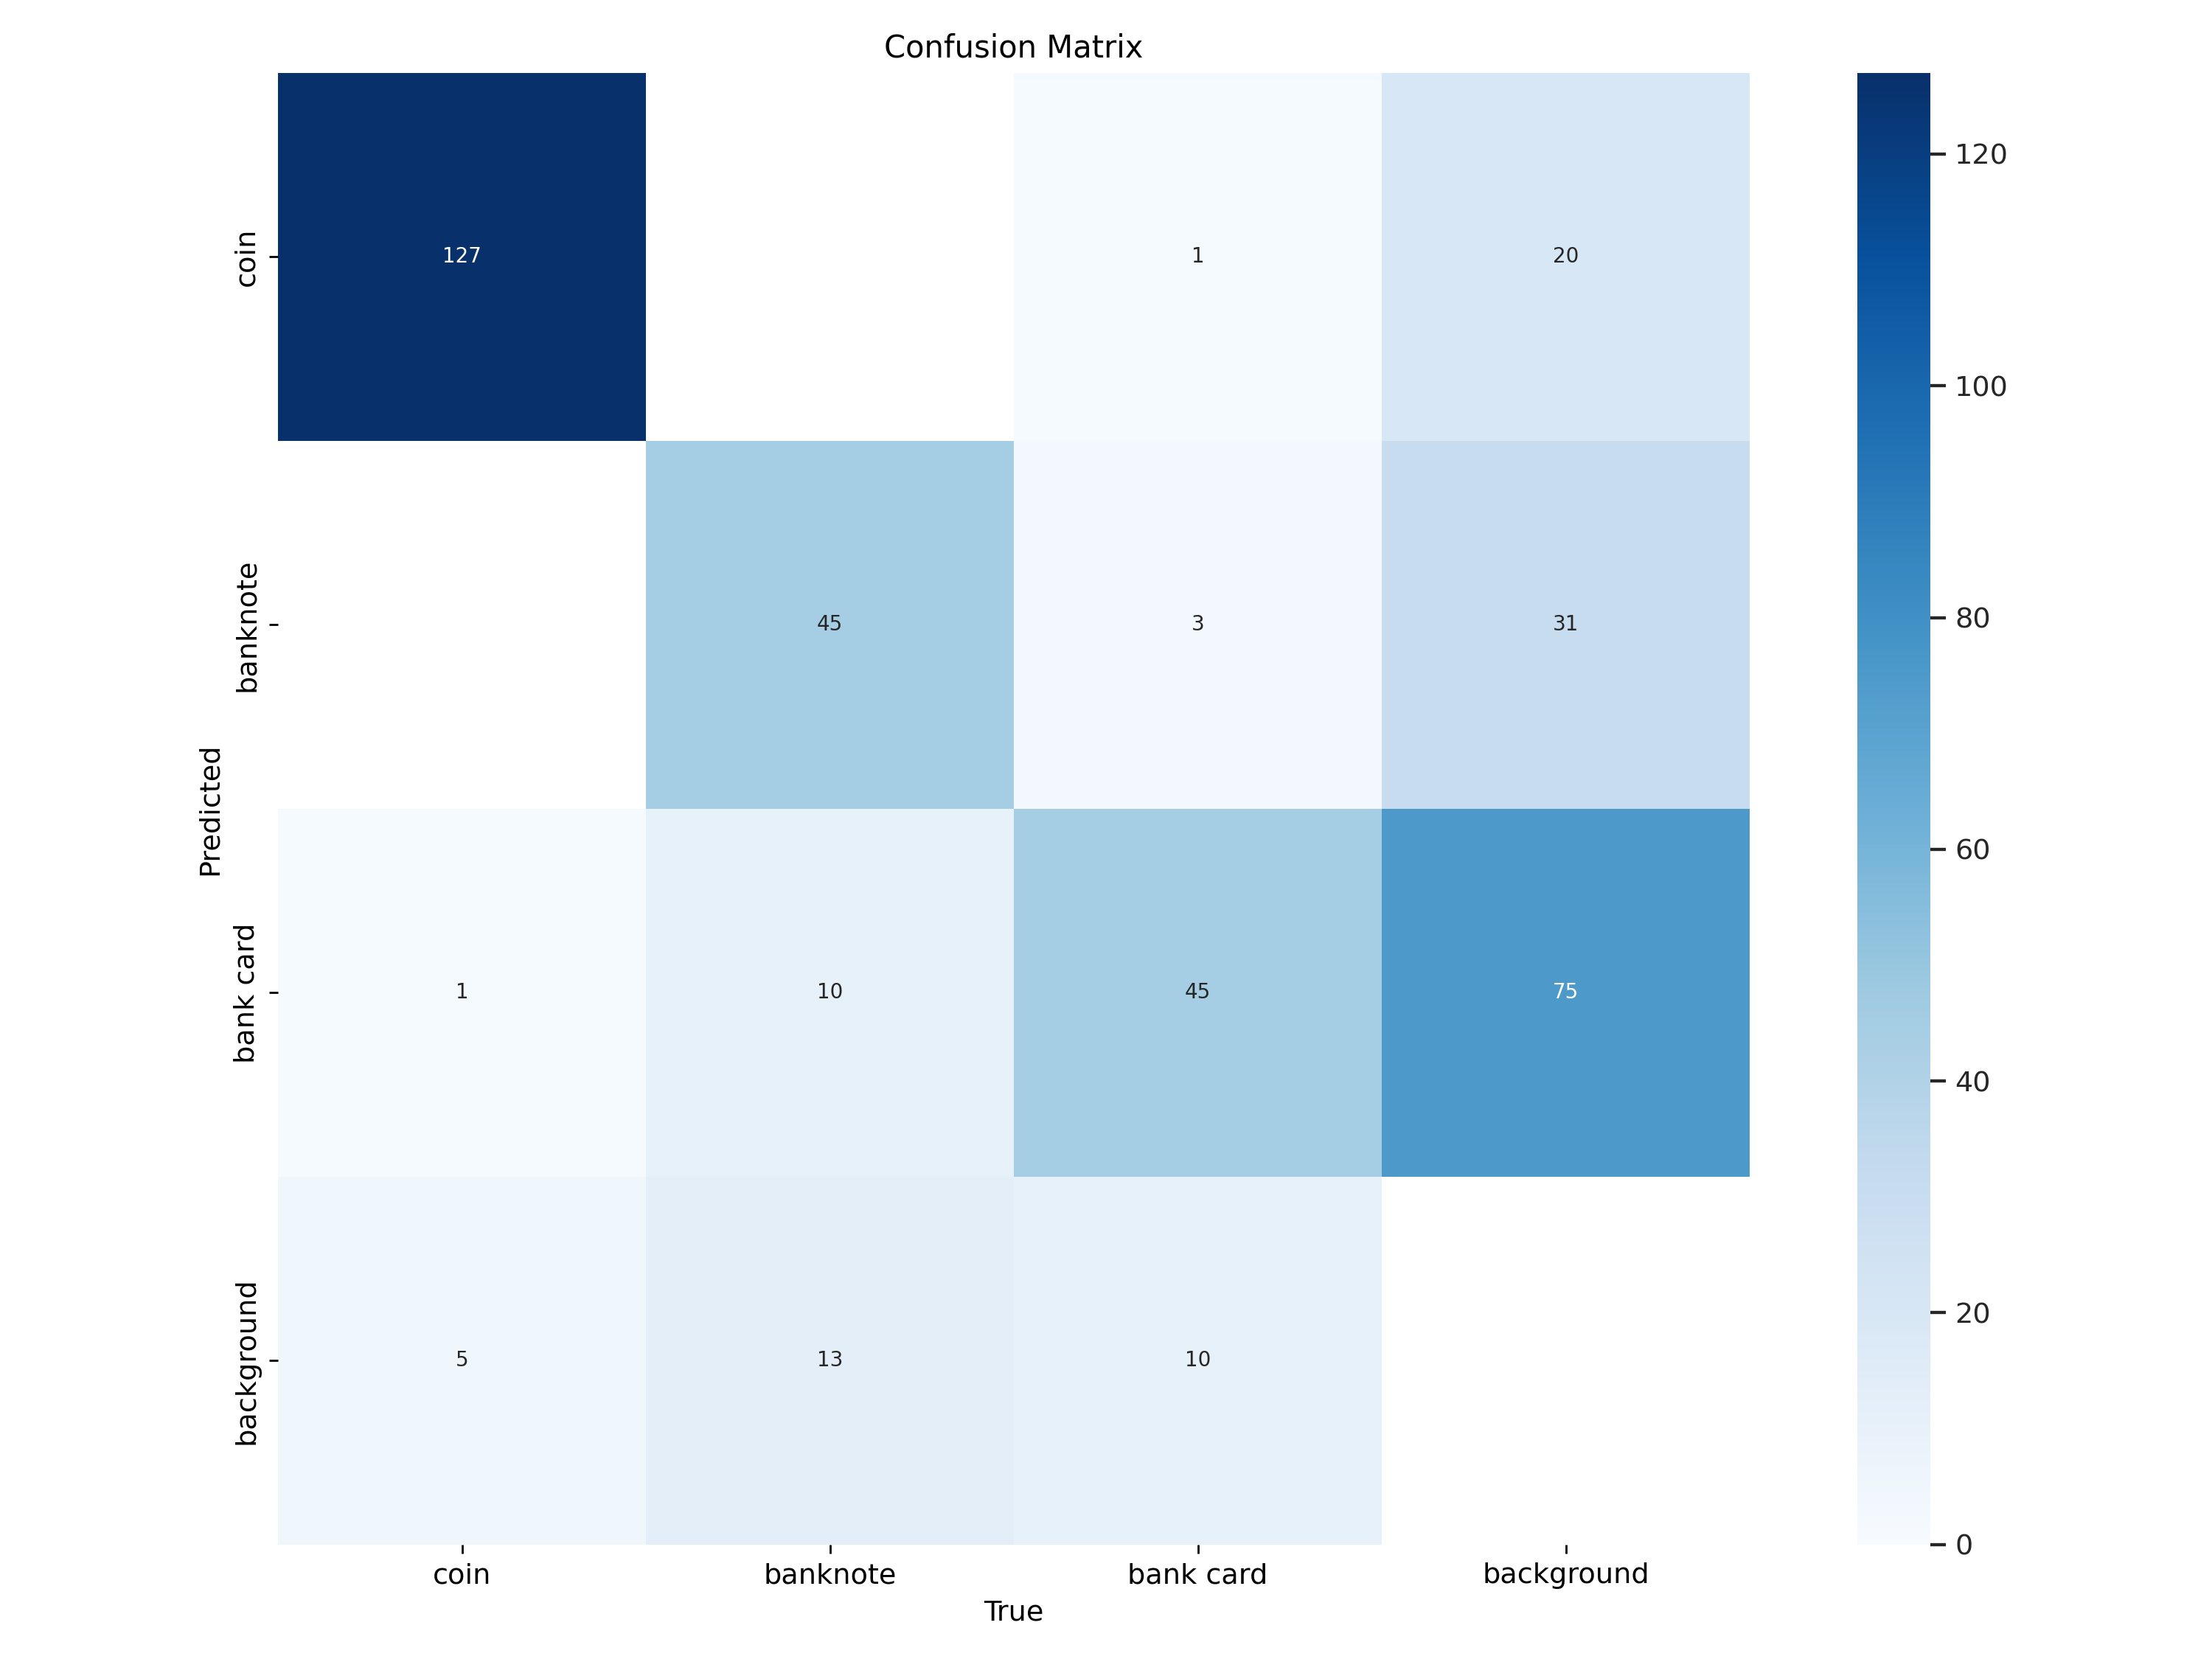 Confusion Matrix
127 1 20
45 3 31
1 10 45 75
5 13 10
coin
banknote
bank card
background
Predicted
coin banknote bank card background
True
120
100
80
60
40
20
0